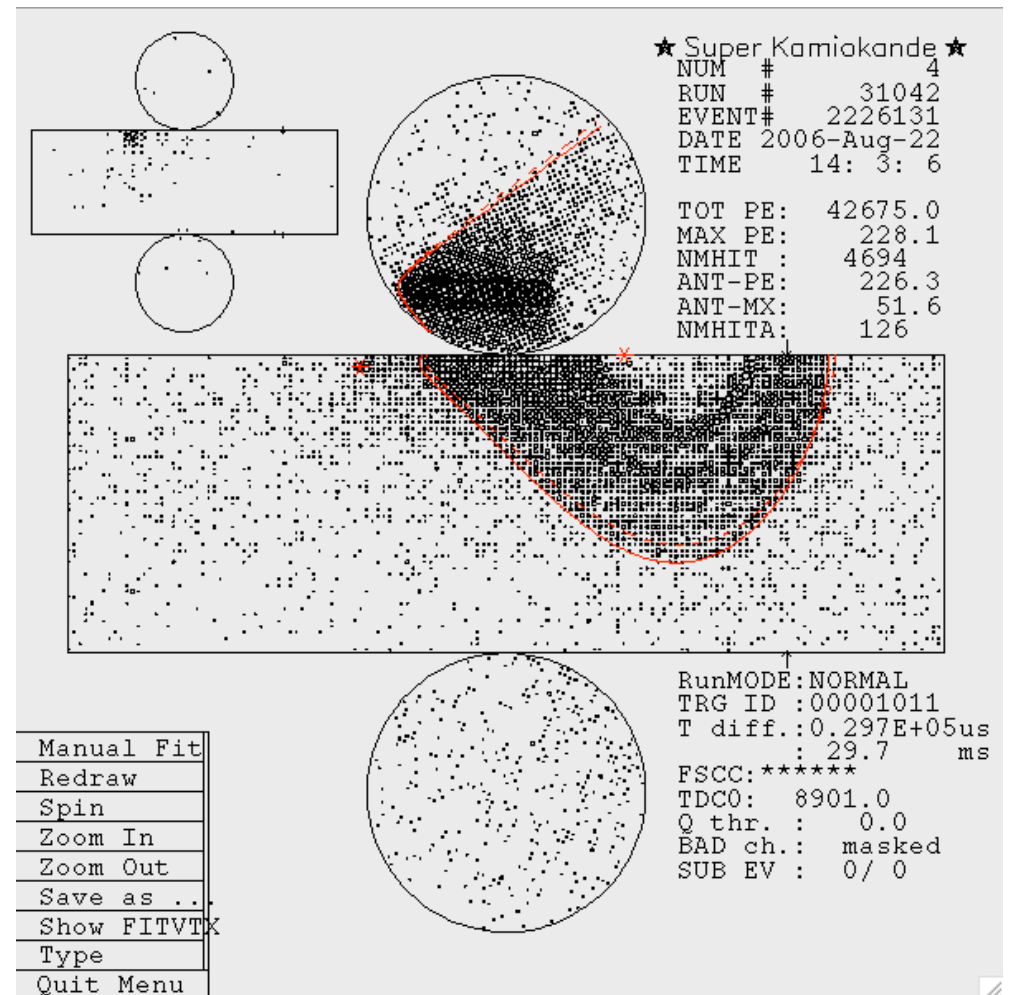 ★ Super Kamiokande ★
NUM # 4
RUN # 31042
EVENT# 2226131
DATE 2006-Aug-22
TIME 14: 3: 6
TOT PE: 42675.0
MAX PE: 228.1
NMHIT : 4694
ANT-PE: 226.3
ANT-MX: 51.6
NMHITA: 126
RunMODE:NORMAL
TRG ID :00001011
T diff.:0.297E+05us
: 29.7 ms
FSCC:******
TDC0: 8901.0
Q thr. : 0.0
BAD ch.: masked
SUB EV : 0/ 0
Manual Fit
Redraw
Spin
Zoom In
Zoom Out
Save as ...
Show FITVTX
Type
Quit Menu